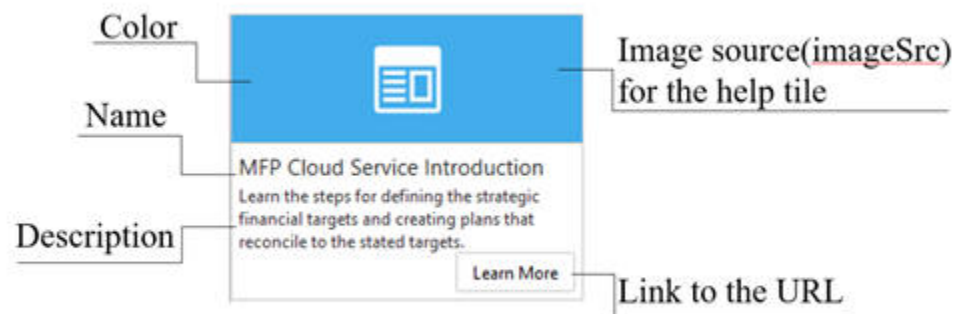 Color
Image source(imageSrc)
for the help tile
Name
MFP Cloud Service Introduction
Learn the steps for defining the strategic
financial targets and creating plans that
reconcile to the stated targets.
Description
Learn More
Link to the URL